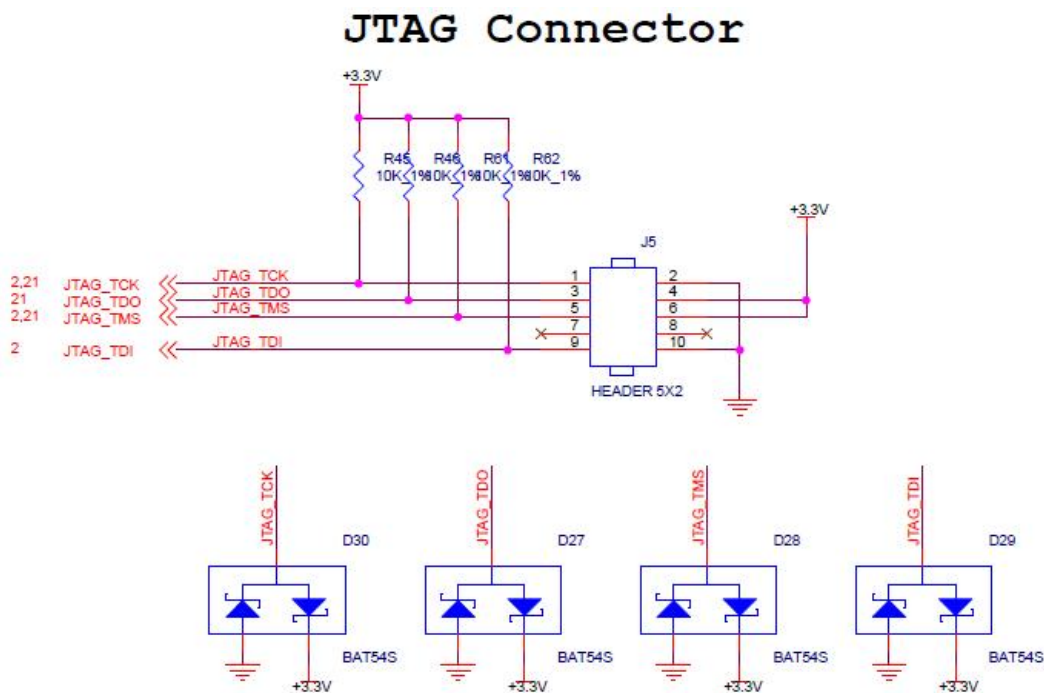 JTAG Connector
+3.3V
R45 R46 R61 R62
10K_1% 10K_1% 10K_1% 10K_1%
+3.3V
J5
2,21 JTAG_TCK JTAG_TCK 1 2
21 JTAG_TDO JTAG_TDO 3 4
2,21 JTAG_TMS JTAG_TMS 5 6
7 8
2 JTAG_TDI JTAG_TDI 9 10
HEADER 5X2
JTAG_TCK JTAG_TDO JTAG_TMS JTAG_TDI
D30 D27 D28 D29
BAT54S BAT54S BAT54S BAT54S
+3.3V +3.3V +3.3V +3.3V